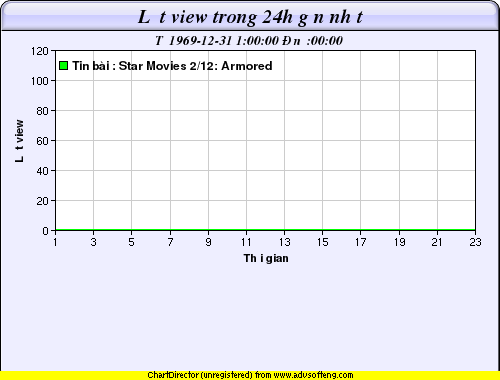 L t view trong 24h g n nh t
T 1969-12-31 1:00:00 Đn :00:00
120
Tin bài : Star Movies 2/12: Armored
100
80
60
40
20
0
L t view
1 3 5 7 9 11 13 15 17 19 21 23
Th i gian
ChartDirector (unregistered) from www.advsofteng.com